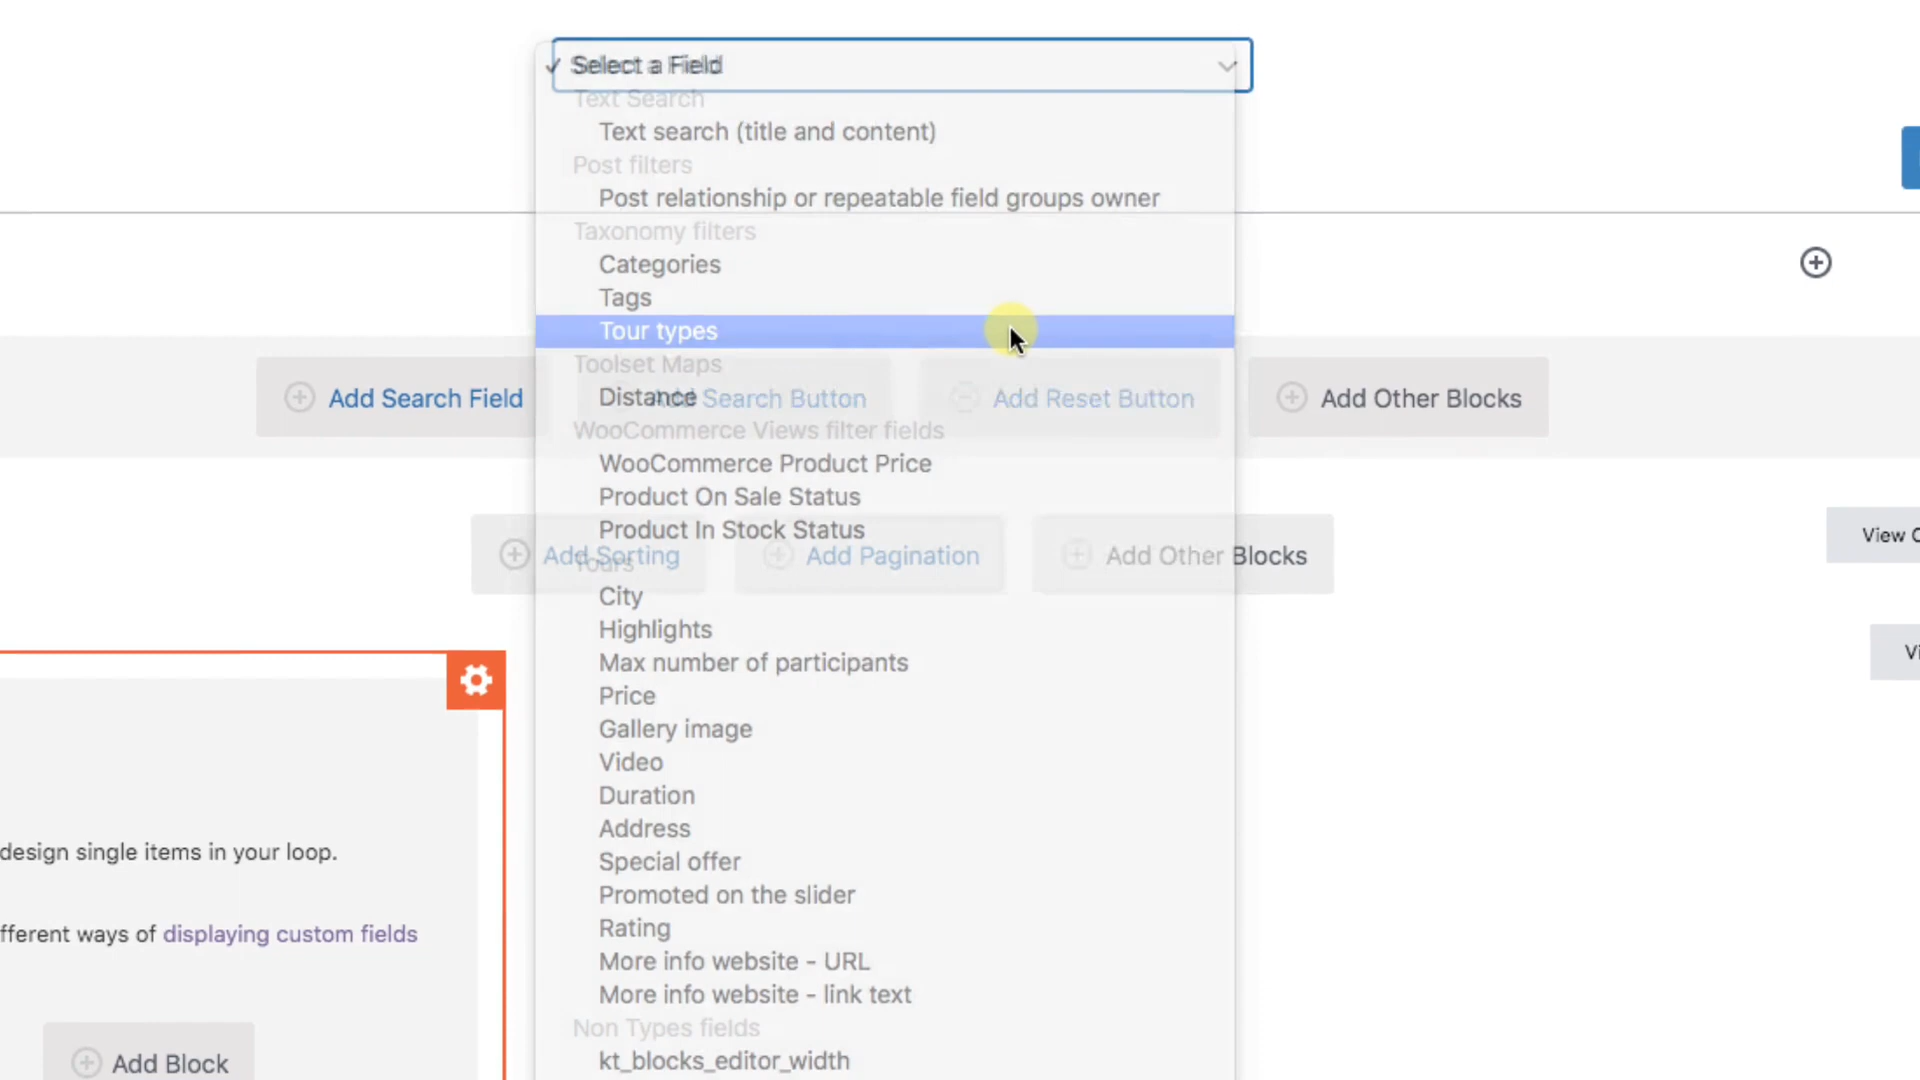 ✓ Select a Field
Text Search
Text search (title and content)
Post filters
Post relationship or repeatable field groups owner
Taxonomy filters
Categories
Tags
Tour types
Toolset Maps
Distance
WooCommerce Views filter fields
WooCommerce Product Price
Product On Sale Status
Product In Stock Status
Tours
City
Highlights
Max number of participants
Price
Gallery image
Video
Duration
Address
Special offer
Promoted on the slider
Rating
More info website - URL
More info website - link text
Non Types fields
kt_blocks_editor_width
Add Search Field
Add Search Button
Add Reset Button
Add Other Blocks
Add Sorting
Add Pagination
Add Other Blocks
View
design single items in your loop.
fferent ways of displaying custom fields
Add Block